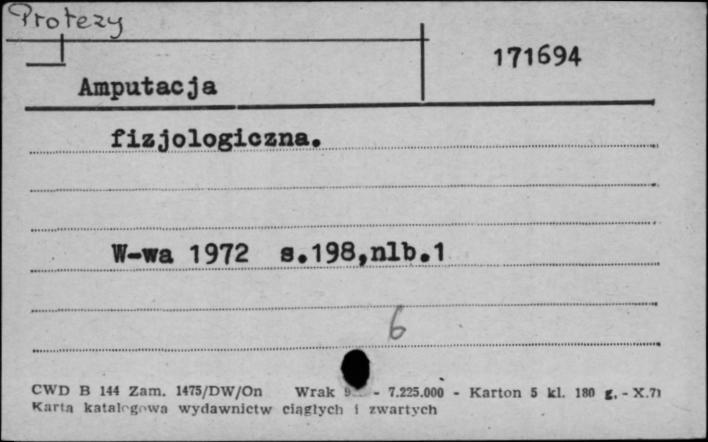 Protezy
171694
Amputacja
fizjologiczna.
W-wa 1972 s.198,nlb.1
6
CWD B 144 Zam. 1475/DW/On Wrak - 7.225.000 - Karton 5 kl. 180 g. - X.71
Karta katalogowa wydawnictw ciągłych i zwartych